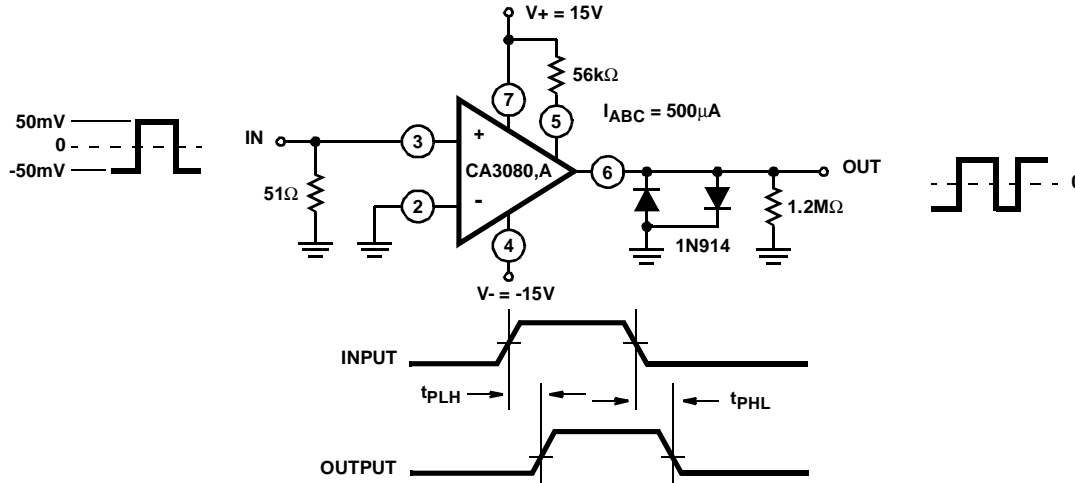 V+ = 15V
56kΩ
7
50mV
0
-50mV
IN
3
+
5
I_ABC = 500μA
CA3080,A
6
OUT
0
51Ω
2
-
1.2MΩ
4
1N914
V- = -15V
INPUT
t_PLH
t_PHL
OUTPUT